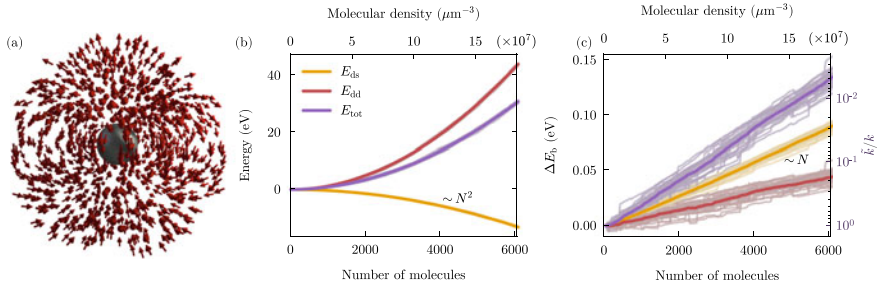 (a)
(b)
Molecular density (μm⁻³)
0 5 10 15 (×10⁷)
Energy (eV)
40
20
0
E_ds
E_dd
E_tot
~ N²
0 2000 4000 6000
Number of molecules
(c)
Molecular density (μm⁻³)
0 5 10 15 (×10⁷)
ΔE_b (eV)
0.15
0.10
0.05
0.00
~ N
10⁻²
10⁻¹
10⁰
k̃/k
0 2000 4000 6000
Number of molecules